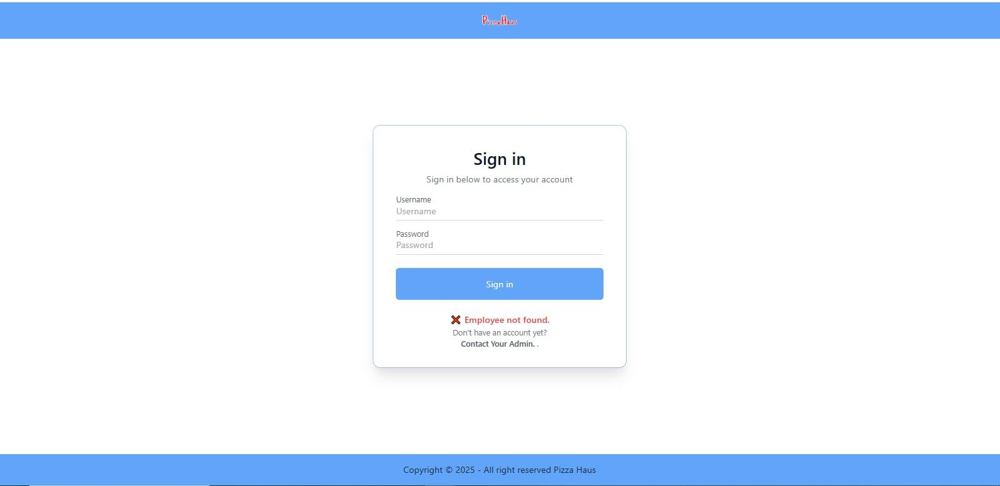 PizzaHaus
Sign in
Sign in below to access your account
Username
Username
Password
Password
Sign in
❌ Employee not found.
Don't have an account yet?
Contact Your Admin. .
Copyright © 2025 - All right reserved Pizza Haus